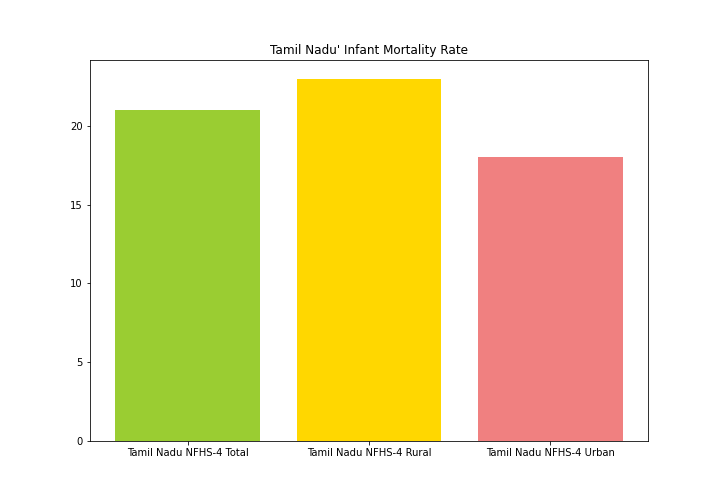 Tamil Nadu' Infant Mortality Rate
20
15
10
5
0
Tamil Nadu NFHS-4 Total
Tamil Nadu NFHS-4 Rural
Tamil Nadu NFHS-4 Urban